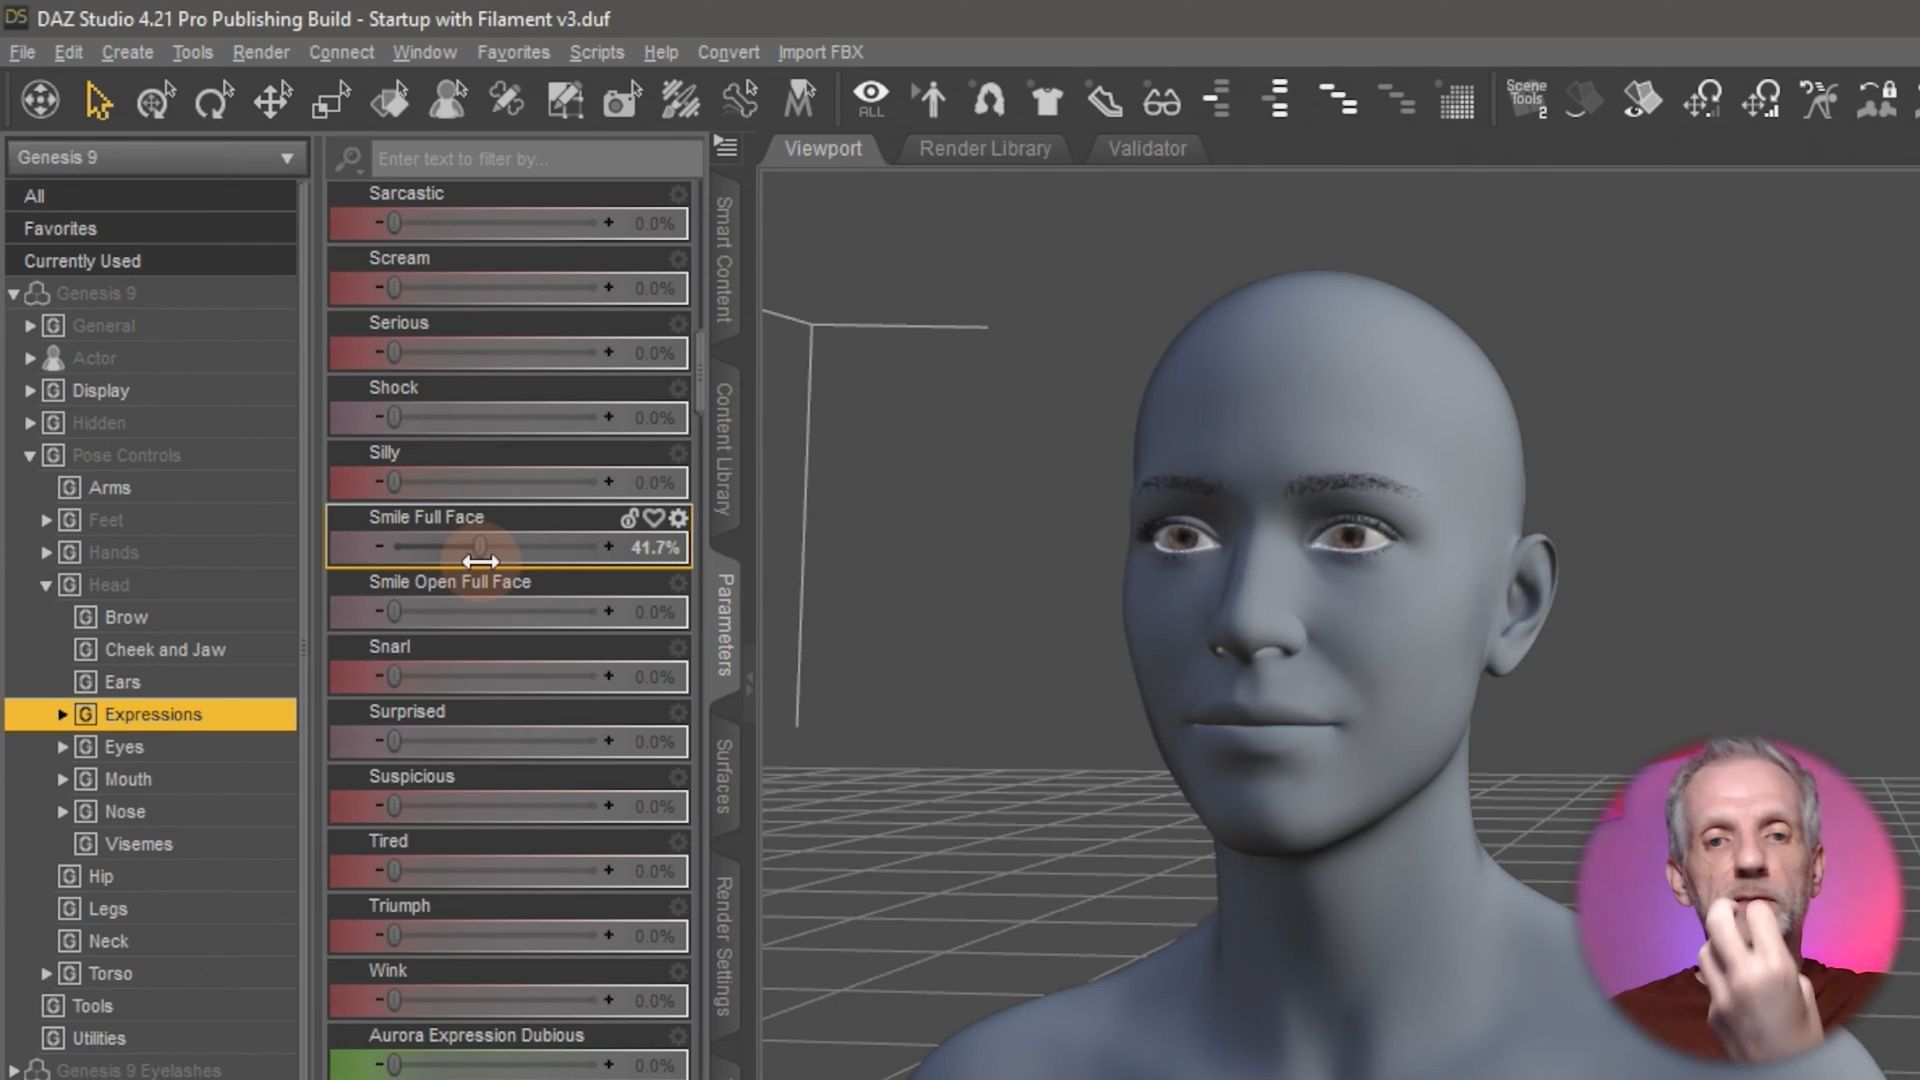 DS DAZ Studio 4.21 Pro Publishing Build - Startup with Filament v3.duf
File Edit Create Tools Render Connect Window Favorites Scripts Help Convert Import FBX
ALL
Scene
Tools
2
Genesis 9
All
Favorites
Currently Used
Genesis 9
General
Actor
Display
Hidden
Pose Controls
Arms
Feet
Hands
Head
Brow
Cheek and Jaw
Ears
Expressions
Eyes
Mouth
Nose
Visemes
Hip
Legs
Neck
Torso
Tools
Utilities
Genesis 9 Eyelashes
Enter text to filter by...
Sarcastic
0.0%
Scream
0.0%
Serious
0.0%
Shock
0.0%
Silly
0.0%
Smile Full Face
41.7%
Smile Open Full Face
0.0%
Snarl
0.0%
Surprised
0.0%
Suspicious
0.0%
Tired
0.0%
Triumph
0.0%
Wink
0.0%
Aurora Expression Dubious
0.0%
Smart Content
Content Library
Parameters
Surfaces
Render Settings
Viewport Render Library Validator